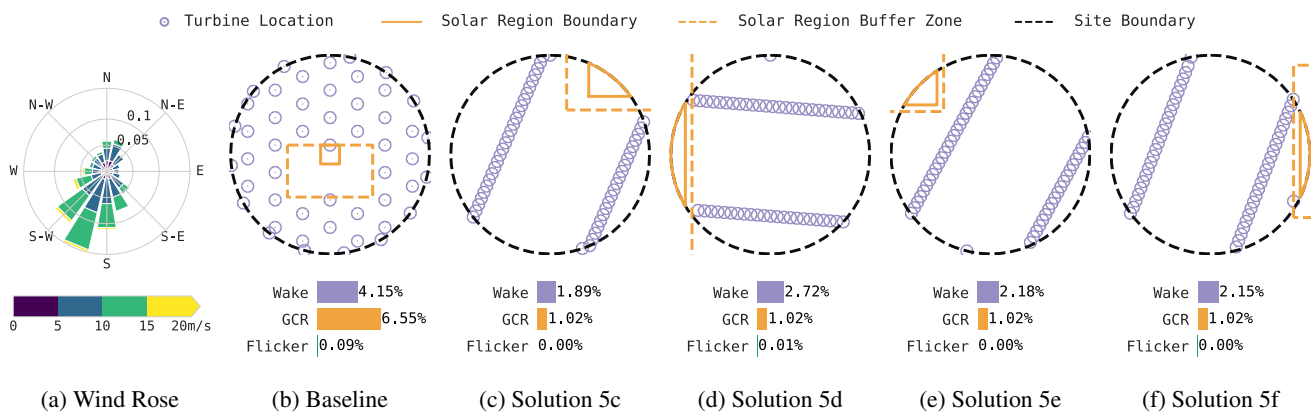 Turbine Location Solar Region Boundary Solar Region Buffer Zone Site Boundary
N
N-W N-E
0.1
0.05
W E
S-W S-E
S
0 5 10 15 20m/s
Wake 4.15%
GCR 6.55%
Flicker 0.09%
Wake 1.89%
GCR 1.02%
Flicker 0.00%
Wake 2.72%
GCR 1.02%
Flicker 0.01%
Wake 2.18%
GCR 1.02%
Flicker 0.00%
Wake 2.15%
GCR 1.02%
Flicker 0.00%
(a) Wind Rose (b) Baseline (c) Solution 5c (d) Solution 5d (e) Solution 5e (f) Solution 5f